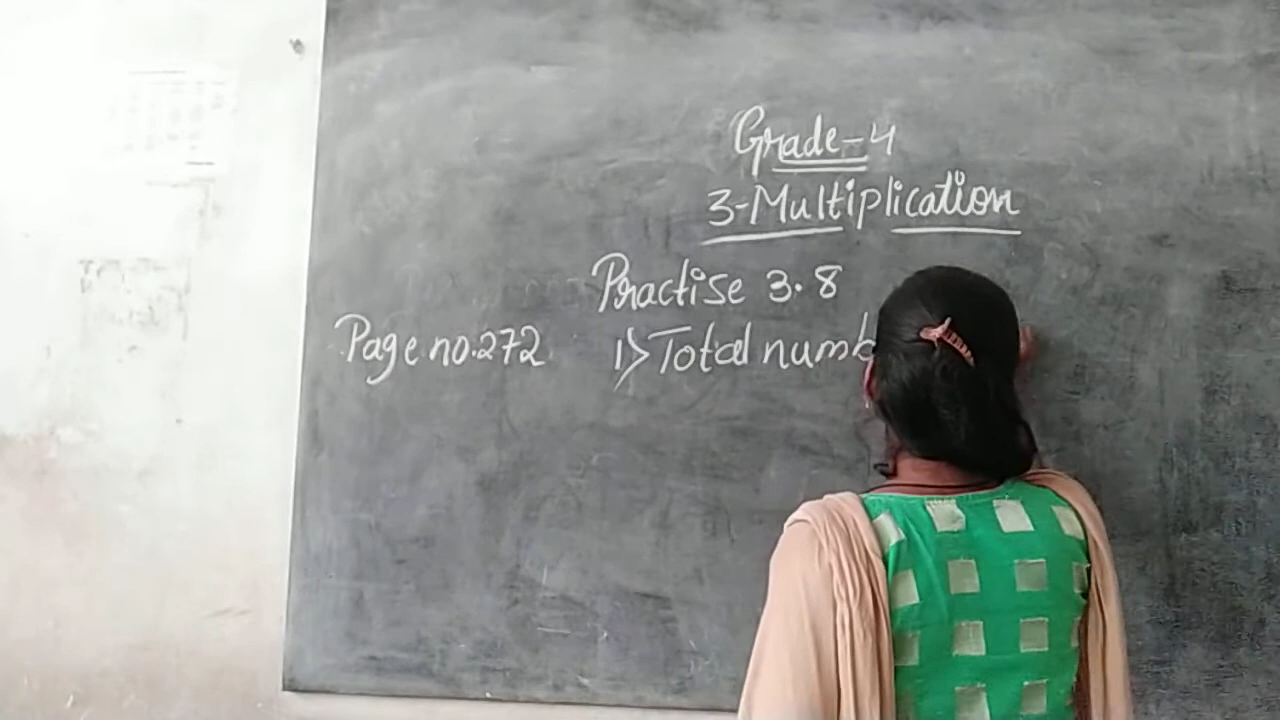 Grade-4
3-Multiplication
Practise 3.8
Page no.272 1) Total numb